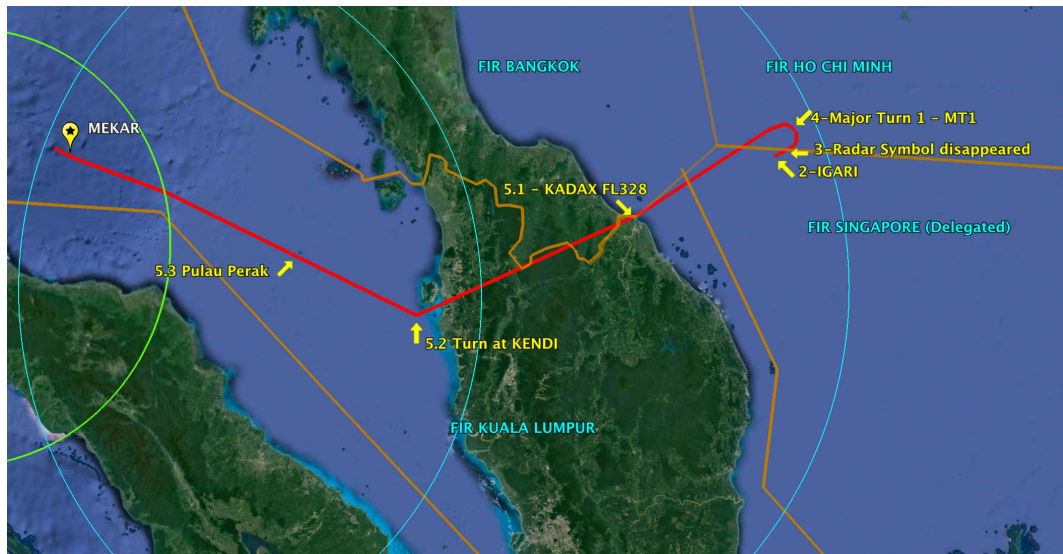 FIR BANGKOK
FIR HO CHI MINH
4-Major Turn 1 - MT1
MEKAR
3-Radar Symbol disappeared
2-IGARI
5.1 - KADAX FL328
FIR SINGAPORE (Delegated)
5.3 Pulau Perak
5.2 Turn at KENDI
FIR KUALA LUMPUR